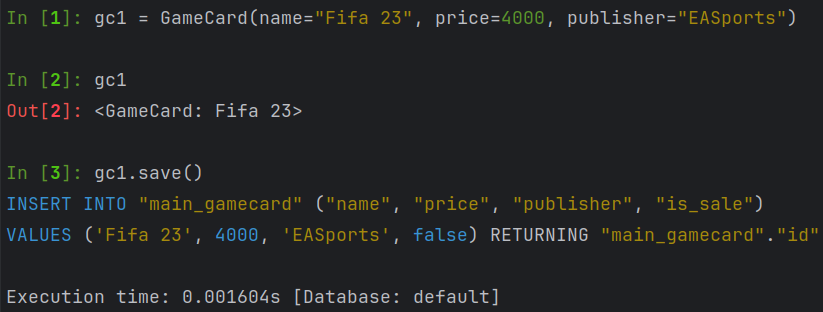 In [1]: gc1 = GameCard(name="Fifa 23", price=4000, publisher="EASports")
In [2]: gc1
Out[2]: <GameCard: Fifa 23>
In [3]: gc1.save()
INSERT INTO "main_gamecard" ("name", "price", "publisher", "is_sale")
VALUES ('Fifa 23', 4000, 'EASports', false) RETURNING "main_gamecard"."id"
Execution time: 0.001604s [Database: default]